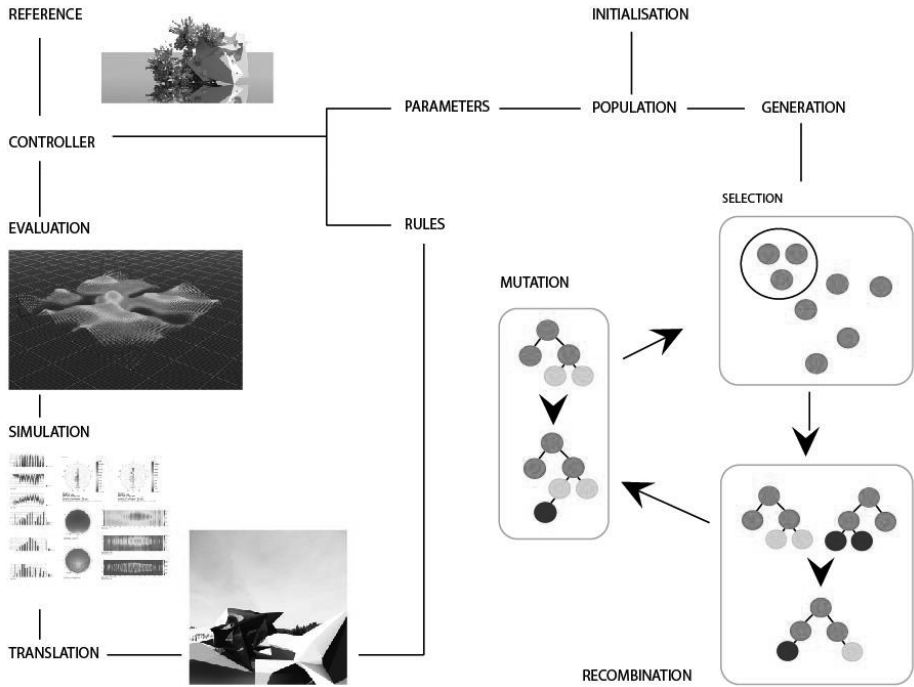 REFERENCE
INITIALISATION
PARAMETERS
POPULATION
GENERATION
CONTROLLER
SELECTION
EVALUATION
RULES
MUTATION
SIMULATION
TRANSLATION
RECOMBINATION